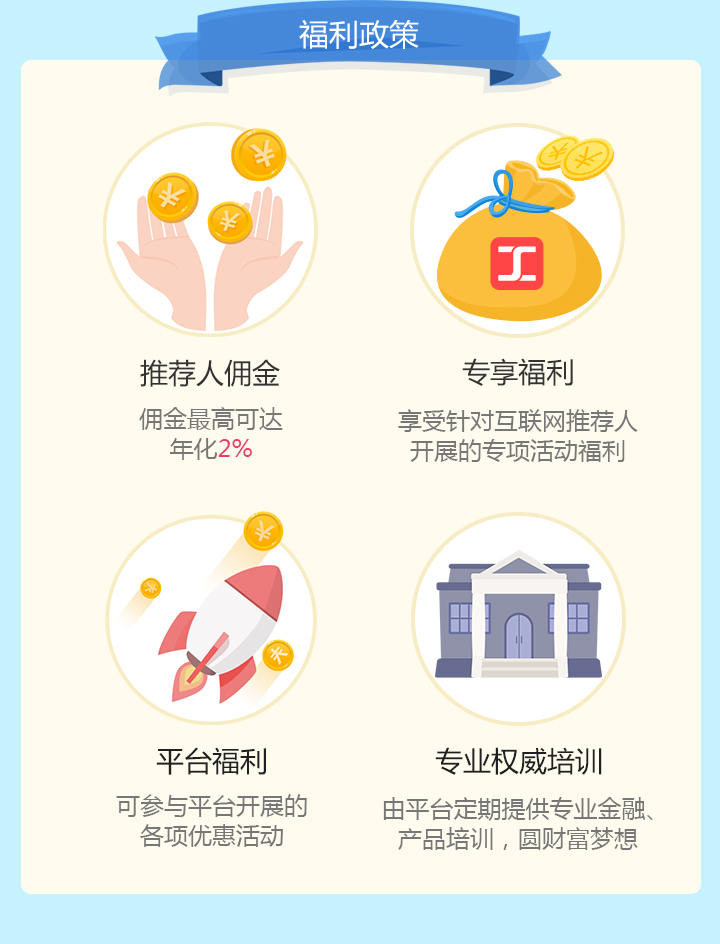 福利政策
推荐人佣金
佣金最高可达
年化2%
专享福利
享受针对互联网推荐人
开展的专项活动福利
平台福利
可参与平台开展的
各项优惠活动
专业权威培训
由平台定期提供专业金融、
产品培训，圆财富梦想